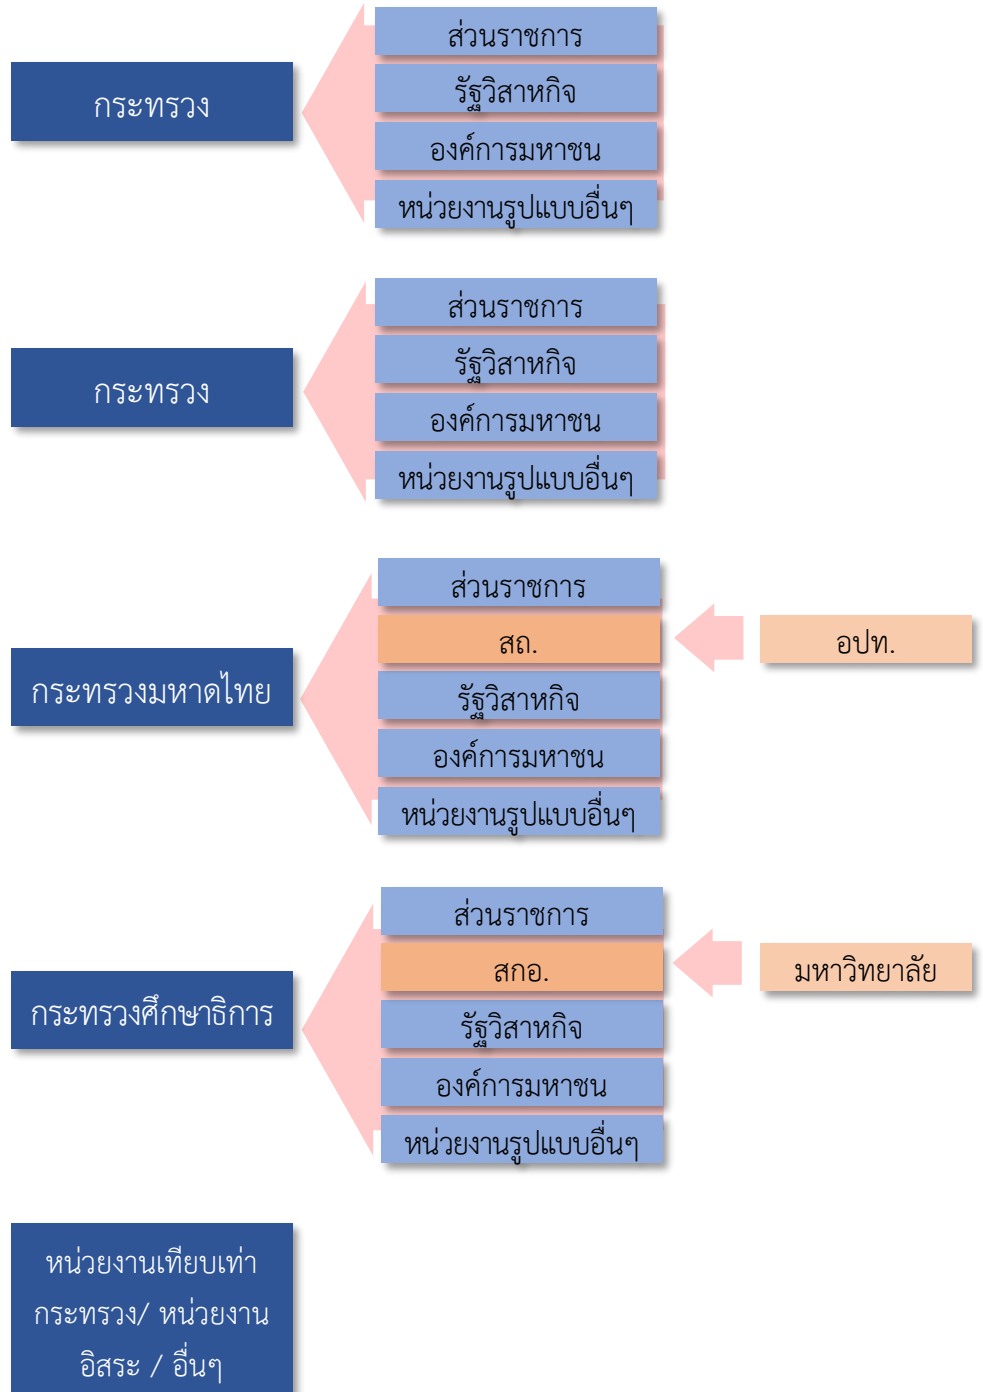 กระทรวง
ส่วนราชการ
รัฐวิสาหกิจ
องค์การมหาชน
หน่วยงานรูปแบบอื่นๆ
กระทรวง
ส่วนราชการ
รัฐวิสาหกิจ
องค์การมหาชน
หน่วยงานรูปแบบอื่นๆ
กระทรวงมหาดไทย
ส่วนราชการ
สถ.
อปท.
รัฐวิสาหกิจ
องค์การมหาชน
หน่วยงานรูปแบบอื่นๆ
กระทรวงศึกษาธิการ
ส่วนราชการ
สกอ.
มหาวิทยาลัย
รัฐวิสาหกิจ
องค์การมหาชน
หน่วยงานรูปแบบอื่นๆ
หน่วยงานเทียบเท่า
กระทรวง/ หน่วยงาน
อิสระ / อื่นๆ